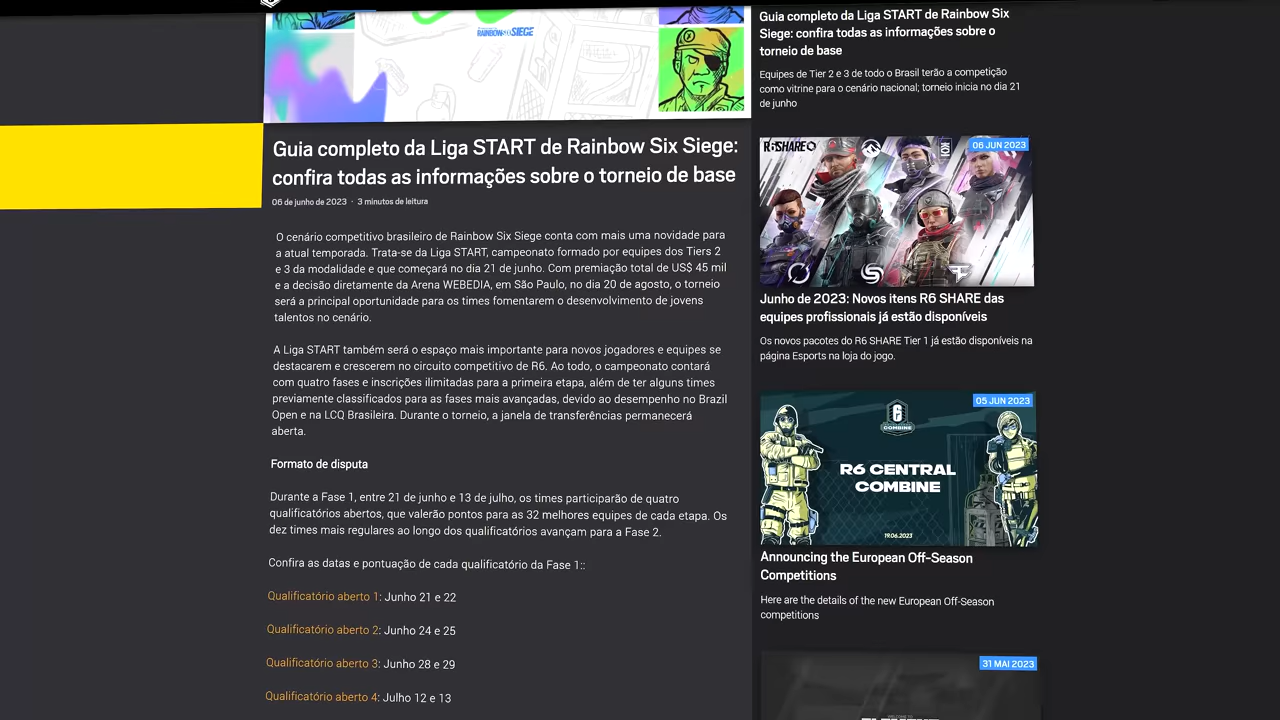 RAINBOW SIX SIEGE
Guia completo da Liga START de Rainbow Six Siege:
confira todas as informações sobre o torneio de base
06 de junho de 2023 · 3 minutos de leitura
O cenário competitivo brasileiro de Rainbow Six Siege conta com mais uma novidade para
a atual temporada. Trata-se da Liga START, campeonato formado por equipes dos Tiers 2
e 3 da modalidade e que começará no dia 21 de junho. Com premiação total de US$ 45 mil
e a decisão diretamente da Arena WEBEDIA, em São Paulo, no dia 20 de agosto, o torneio
será a principal oportunidade para os times fomentarem o desenvolvimento de jovens
talentos no cenário.
A Liga START também será o espaço mais importante para novos jogadores e equipes se
destacarem e crescerem no circuito competitivo de R6. Ao todo, o campeonato contará
com quatro fases e inscrições ilimitadas para a primeira etapa, além de ter alguns times
previamente classificados para as fases mais avançadas, devido ao desempenho no Brazil
Open e na LCQ Brasileira. Durante o torneio, a janela de transferências permanecerá
aberta.
Formato de disputa
Durante a Fase 1, entre 21 de junho e 13 de julho, os times participarão de quatro
qualificatórios abertos, que valerão pontos para as 32 melhores equipes de cada etapa. Os
dez times mais regulares ao longo dos qualificatórios avançam para a Fase 2.
Confira as datas e pontuação de cada qualificatório da Fase 1::
Qualificatório aberto 1: Junho 21 e 22
Qualificatório aberto 2: Junho 24 e 25
Qualificatório aberto 3: Junho 28 e 29
Qualificatório aberto 4: Julho 12 e 13
Guia completo da Liga START de Rainbow Six
Siege: confira todas as informações sobre o
torneio de base
Equipes de Tier 2 e 3 de todo o Brasil terão a competição
como vitrine para o cenário nacional; torneio inicia no dia 21
de junho
R6SHARE
KOI
06 JUN 2023
Junho de 2023: Novos itens R6 SHARE das
equipes profissionais já estão disponíveis
Os novos pacotes do R6 SHARE Tier 1 já estão disponíveis na
página Esports na loja do jogo.
05 JUN 2023
6
COMBINE
R6 CENTRAL
COMBINE
19.06.2023
Announcing the European Off-Season
Competitions
Here are the details of the new European Off-Season
competitions
31 MAI 2023